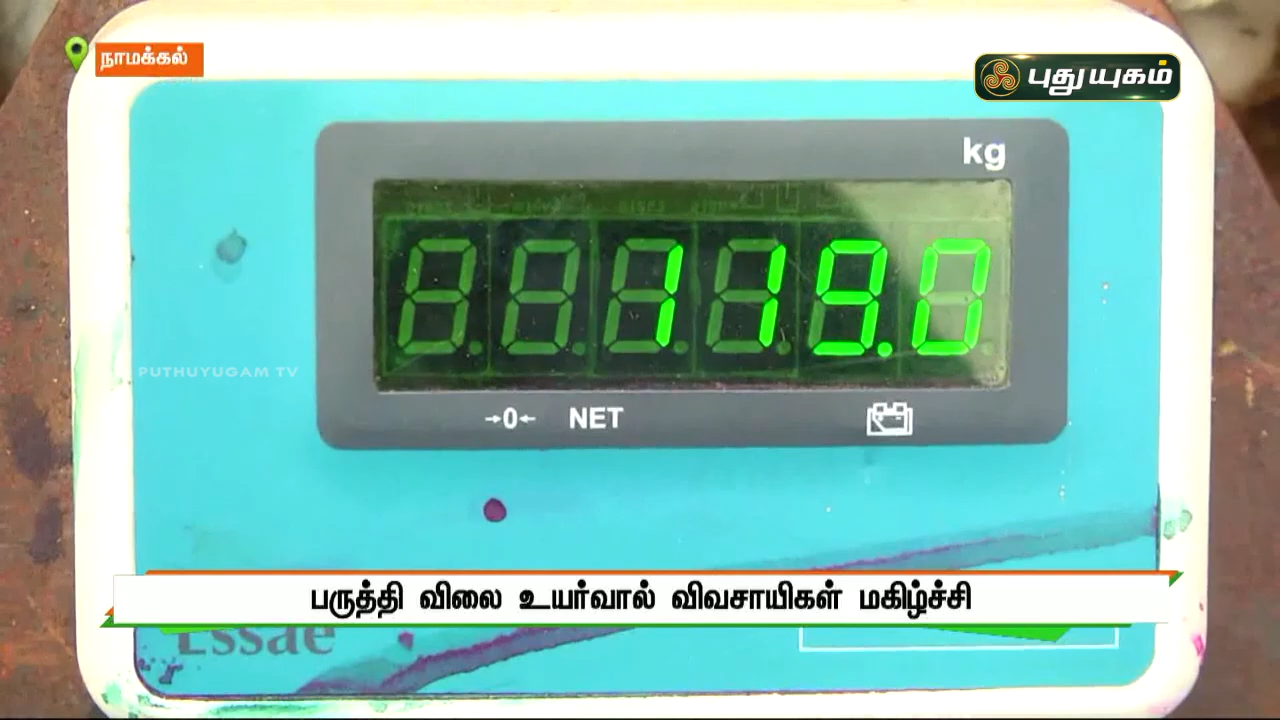 நாமக்கல்
புதுயுகம்
kg
119.0
PUTHUYUGAM TV
→0← NET
பருத்தி விலை உயர்வால் விவசாயிகள் மகிழ்ச்சி
Essae